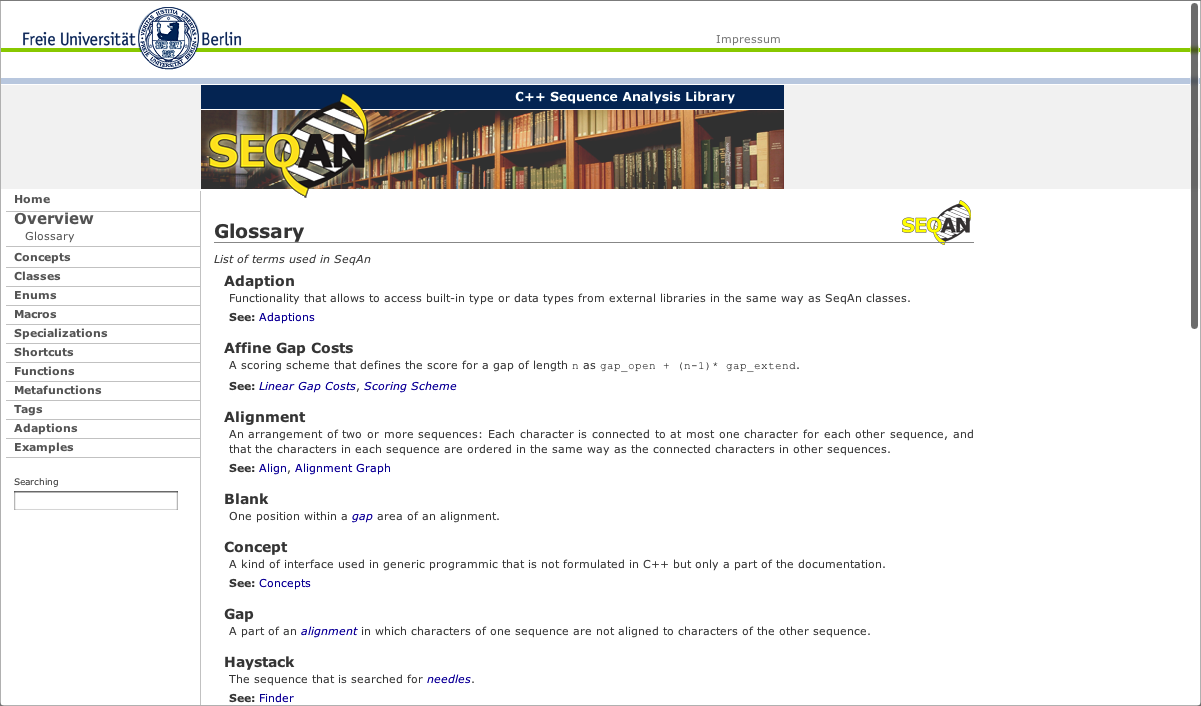 Freie Universität Berlin
Impressum
C++ Sequence Analysis Library
SEQAN
Home
Overview
Glossary
Concepts
Classes
Enums
Macros
Specializations
Shortcuts
Functions
Metafunctions
Tags
Adaptions
Examples
Searching
Glossary
SEQAN
List of terms used in SeqAn
Adaption
Functionality that allows to access built-in type or data types from external libraries in the same way as SeqAn classes.
See: Adaptions
Affine Gap Costs
A scoring scheme that defines the score for a gap of length n as gap_open + (n-1)* gap_extend.
See: Linear Gap Costs, Scoring Scheme
Alignment
An arrangement of two or more sequences: Each character is connected to at most one character for each other sequence, and
that the characters in each sequence are ordered in the same way as the connected characters in other sequences.
See: Align, Alignment Graph
Blank
One position within a gap area of an alignment.
Concept
A kind of interface used in generic programmic that is not formulated in C++ but only a part of the documentation.
See: Concepts
Gap
A part of an alignment in which characters of one sequence are not aligned to characters of the other sequence.
Haystack
The sequence that is searched for needles.
See: Finder